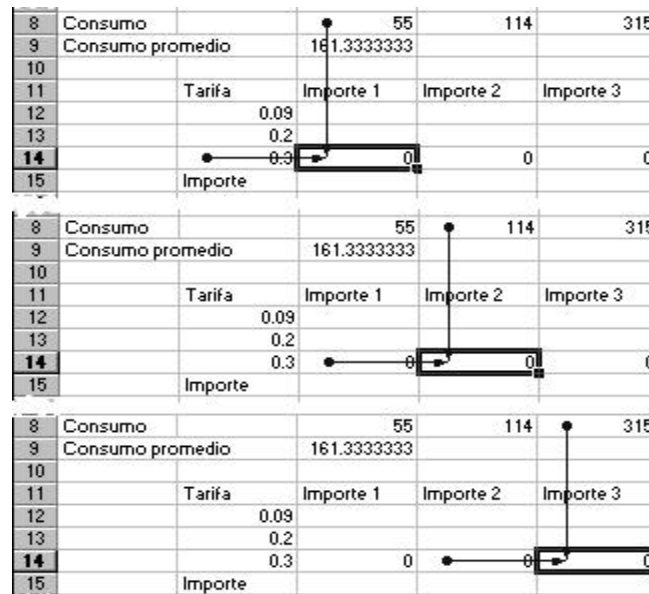 8 Consumo 55 114 315
9 Consumo promedio 161.3333333
10
11 Tarifa Importe 1 Importe 2 Importe 3
12 0.09
13 0.2
14 0.3 0 0 0
15 Importe
8 Consumo 55 114 315
9 Consumo promedio 161.3333333
10
11 Tarifa Importe 1 Importe 2 Importe 3
12 0.09
13 0.2
14 0.3 0 0 0
15 Importe
8 Consumo 55 114 315
9 Consumo promedio 161.3333333
10
11 Tarifa Importe 1 Importe 2 Importe 3
12 0.09
13 0.2
14 0.3 0 0 0
15 Importe